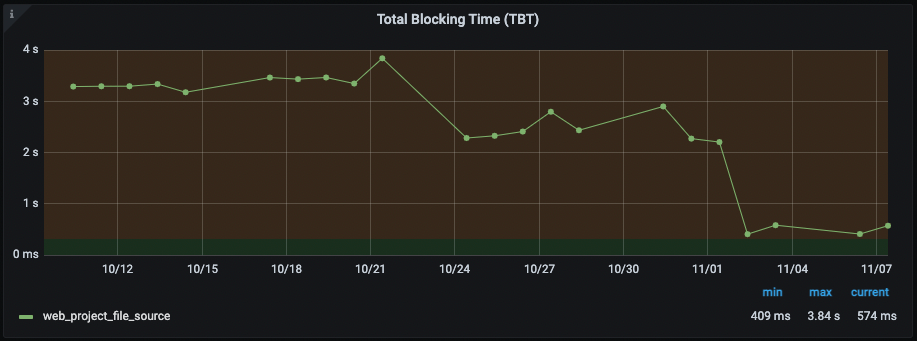 i
Total Blocking Time (TBT)
4 s
3 s
2 s
1 s
0 ms
10/12 10/15 10/18 10/21 10/24 10/27 10/30 11/01 11/04 11/07
min max current
web_project_file_source 409 ms 3.84 s 574 ms